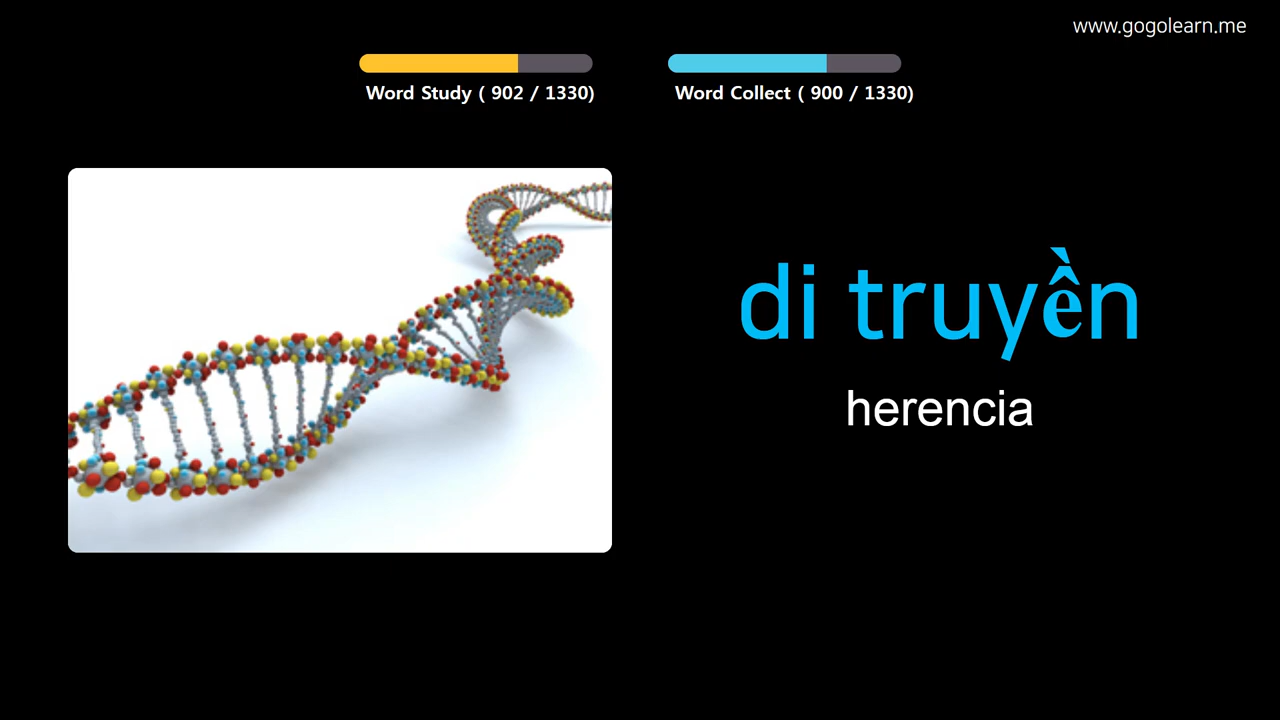 www.gogolearn.me
Word Study ( 902 / 1330)
Word Collect ( 900 / 1330)
di truyền
herencia